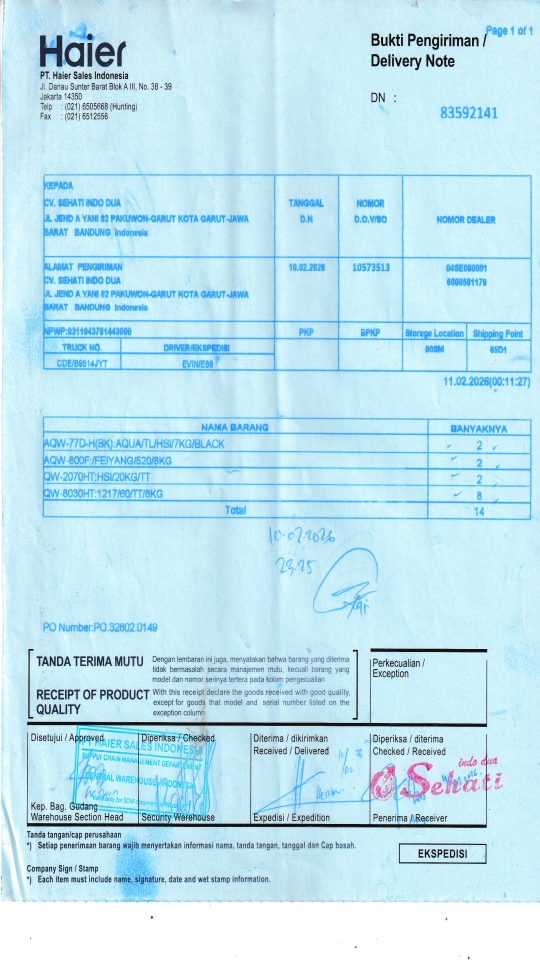 Page 1 of 1
Haier
Bukti Pengiriman /
Delivery Note
PT. Haier Sales Indonesia
Jl. Danau Sunter Barat Blok A III, No. 38 - 39
Jakarta 14350
Telp : (021) 6505668 (Hunting)
Fax : (021) 6512556
DN :
83592141
KEPADA
CV. SEHATI INDO DUA
JL JEND A YANI 82 PAKUWON-GARUT KOTA GARUT-JAWA
BARAT BANDUNG Indonesia
TANGGAL
D.N
NOMOR
D.O.V/SO
NOMOR DEALER
ALAMAT PENGIRIMAN
CV. SEHATI INDO DUA
JL JEND A YANI 82 PAKUWON-GARUT KOTA GARUT-JAWA
BARAT BANDUNG Indonesia
10.02.2026
10573513
6000581179
PKP
BPKP
Storage Location
Shipping Point
TRUCK NO.
DRIVER/EKSPEDISI
11.02.2026(00:11:27)
NAMA BARANG
BANYAKNYA
AQW-77D-H(BK):AQUA/TL/HSI/7KG/BLACK
2
AQW-800F:/FEIYANG/520/8KG
2
QW-2070HT:HSI/20KG/TT
2
QW-8030HT:1217/60/TT/8KG
8
Total
14
10-02-2026
23.25
PO Number:PO.32602.0149
TANDA TERIMA MUTU
Dengan lembaran ini juga, menyatakan bahwa barang yang diterima
tidak bermasalah secara manajemen mutu, kecuali barang yang
model dan nomor serinya tertera pada kolom pengecualian
RECEIPT OF PRODUCT
QUALITY
With this receipt declare the goods received with good quality,
except for goods that model and serial number listed on the
exception column
Perkecualian /
Exception
Disetujui / Approved
Diperiksa / Checked
Diterima / dikirimkan
Received / Delivered
Diperiksa / diterima
Checked / Received
PT HAIER SALES INDONESIA
SUPPLY CHAIN MANAGEMENT DEPARTMENT
GENERAL WAREHOUSE INDONESIA
indo dua
Sehati
Kep. Bag. Gudang
Warehouse Section Head
Security Warehouse
Expedisi / Expedition
Penerima / Receiver
Tanda tangan/cap perusahaan
*) Setiap penerimaan barang wajib menyertakan informasi nama, tanda tangan, tanggal dan Cap basah.
EKSPEDISI
Company Sign / Stamp
*) Each item must include name, signature, date and wet stamp information.